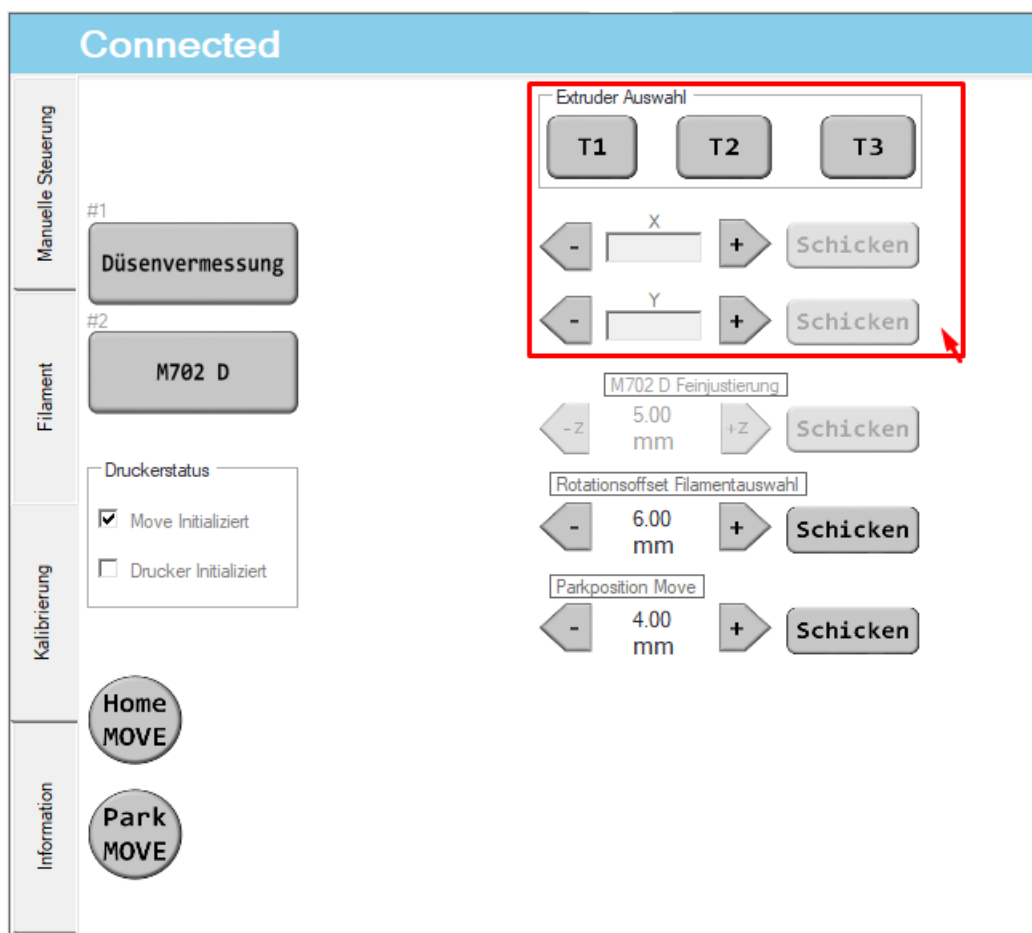 Connected
Manuelle Steuerung
Filament
Kalibrierung
Information
#1
Düsenvermessung
#2
M702 D
Druckerstatus
Move Initializiert
Drucker Initializiert
Home
MOVE
Park
MOVE
Extruder Auswahl
T1 T2 T3
X
- + Schicken
Y
- + Schicken
M702 D Feinjustierung
-Z 5.00 mm +Z Schicken
Rotationsoffset Filamentauswahl
- 6.00 mm + Schicken
Parkposition Move
- 4.00 mm + Schicken